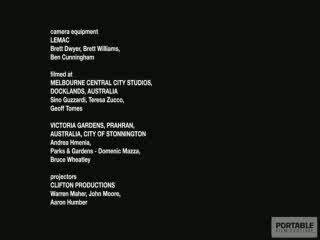 camera equipment
LEMAC
Brett Dwyer, Brett Williams,
Ben Cunningham
filmed at
MELBOURNE CENTRAL CITY STUDIOS,
DOCKLANDS, AUSTRALIA
Sino Guzzardi, Teresa Zucco,
Geoff Tomes
VICTORIA GARDENS, PRAHRAN,
AUSTRALIA, CITY OF STONNINGTON
Andrea Hmenia,
Parks & Gardens - Domenic Mazza,
Bruce Wheatley
projectors
CLIFTON PRODUCTIONS
Warren Maher, John Moore,
Aaron Humber
PORTABLE
FILM FESTIVAL